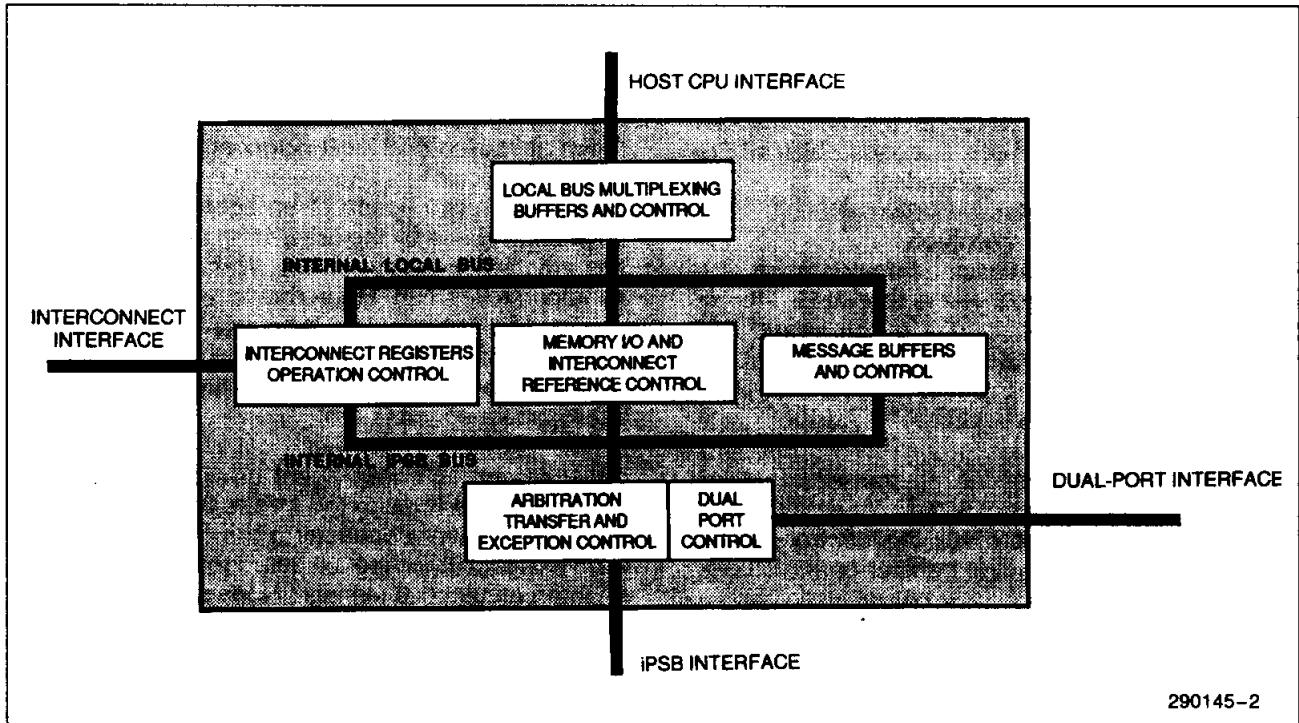 HOST CPU INTERFACE
LOCAL BUS MULTIPLEXING
BUFFERS AND CONTROL
INTERNAL LOCAL BUS
INTERCONNECT
INTERFACE
INTERCONNECT REGISTERS
OPERATION CONTROL
MEMORY I/O AND
INTERCONNECT
REFERENCE CONTROL
MESSAGE BUFFERS
AND CONTROL
INTERNAL iPSB BUS
ARBITRATION
TRANSFER AND
EXCEPTION CONTROL
DUAL
PORT
CONTROL
DUAL-PORT INTERFACE
iPSB INTERFACE
290145-2